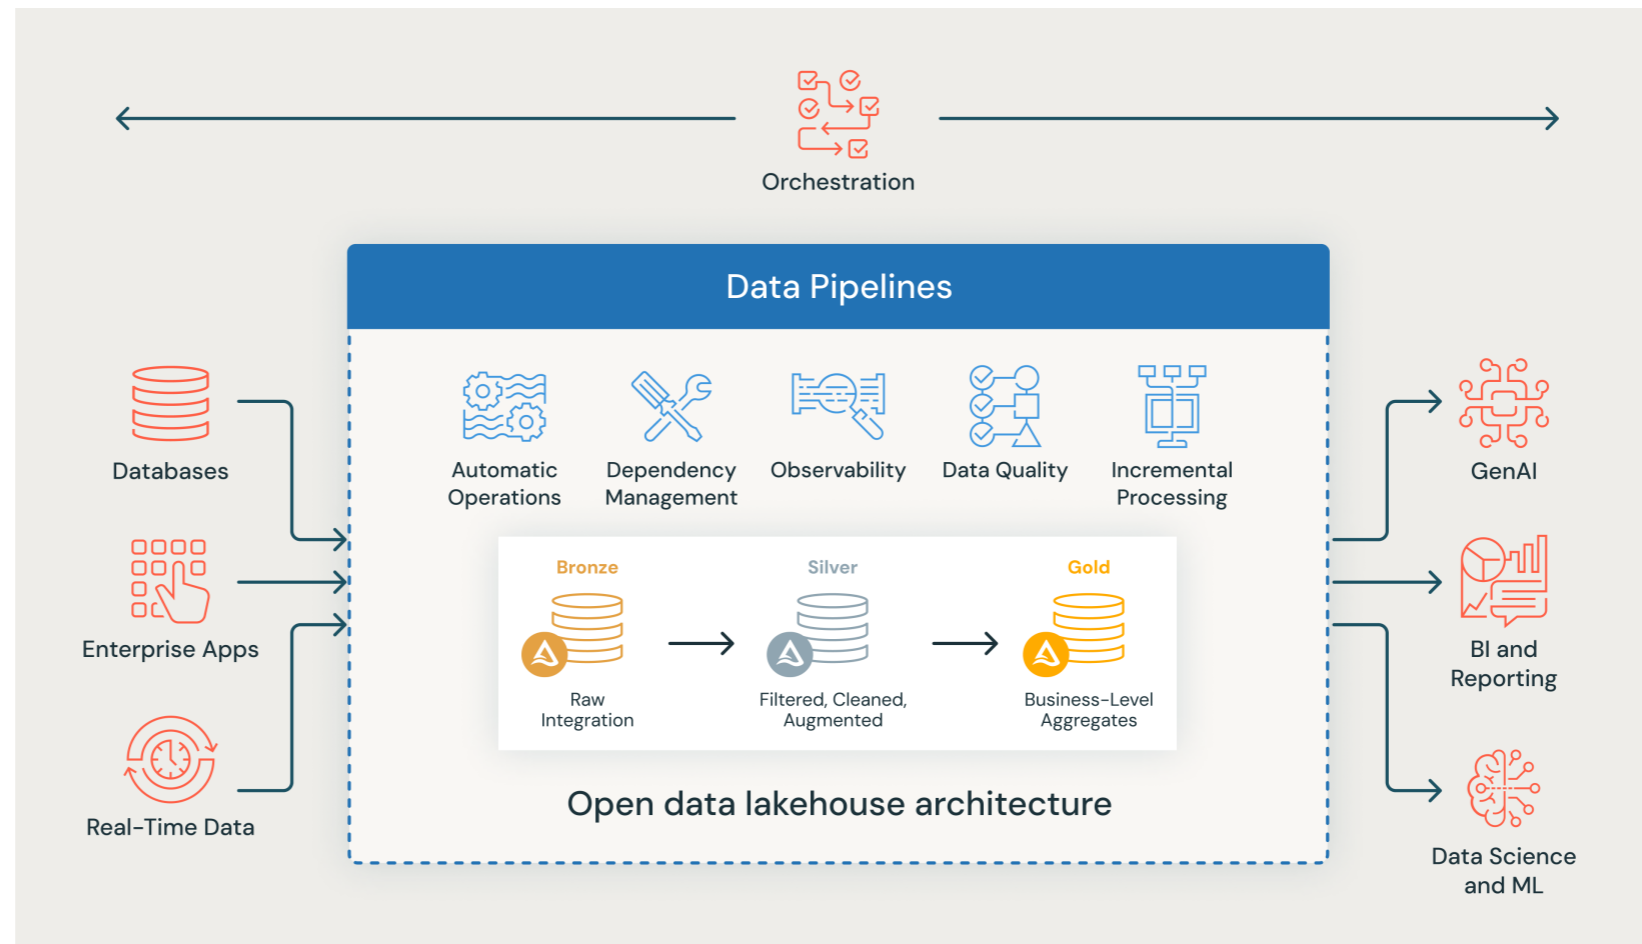 Orchestration
Data Pipelines
Databases
Enterprise Apps
Real-Time Data
Automatic
Operations
Dependency
Management
Observability
Data Quality
Incremental
Processing
Bronze
Raw
Integration
Silver
Filtered, Cleaned,
Augmented
Gold
Business-Level
Aggregates
Open data lakehouse architecture
GenAI
BI and
Reporting
Data Science
and ML